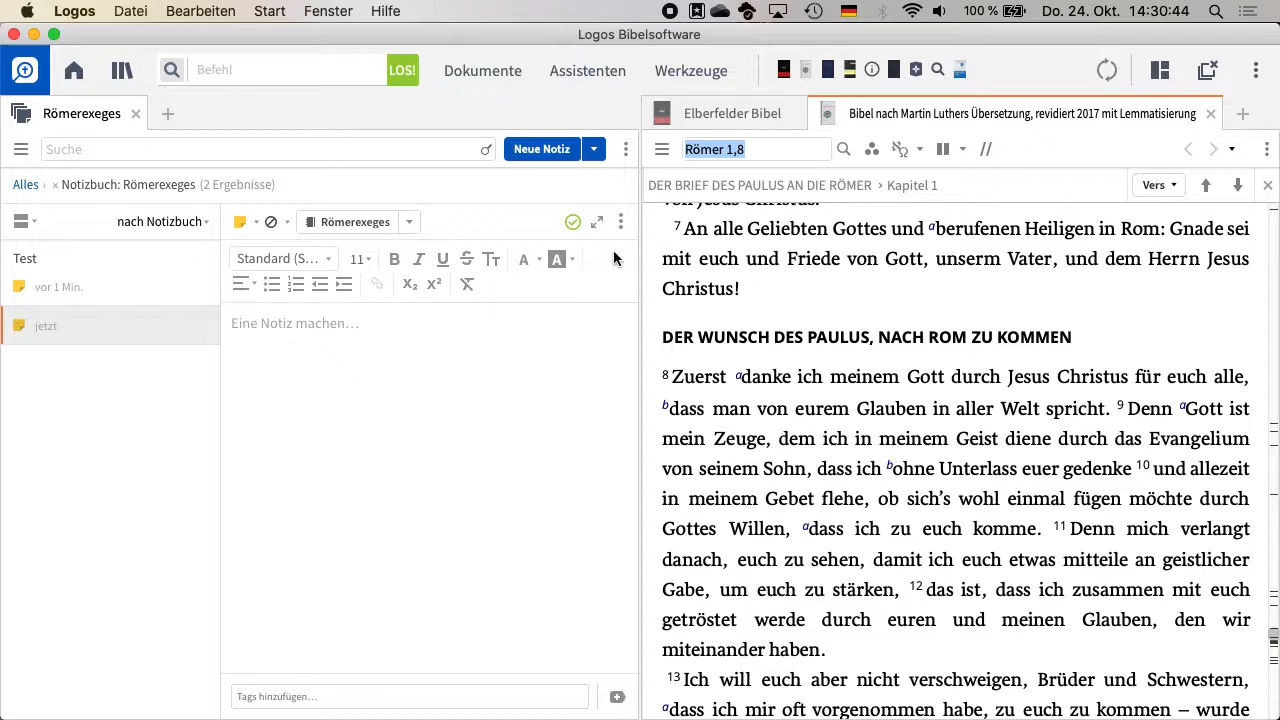 Logos Datei Bearbeiten Start Fenster Hilfe 100 % Do. 24. Okt. 14:30:44
Logos Bibelsoftware
Befehl LOS! Dokumente Assistenten Werkzeuge
Römerexeges
Elberfelder Bibel Bibel nach Martin Luthers Übersetzung, revidiert 2017 mit Lemmatisierung
Suche Neue Notiz
Römer 1,8
Alles › × Notizbuch: Römerexeges (2 Ergebnisse)
DER BRIEF DES PAULUS AN DIE RÖMER › Kapitel 1 Vers
nach Notizbuch Römerexeges
Test
vor 1 Min.
jetzt
Standard (S... 11 B I U S Tt A A
X₂ X²
Eine Notiz machen…
Tags hinzufügen…
von Jesus Christus.
7 An alle Geliebten Gottes und aberufenen Heiligen in Rom: Gnade sei
mit euch und Friede von Gott, unserm Vater, und dem Herrn Jesus
Christus!
DER WUNSCH DES PAULUS, NACH ROM ZU KOMMEN
8 Zuerst adanke ich meinem Gott durch Jesus Christus für euch alle,
bdass man von eurem Glauben in aller Welt spricht. 9 Denn aGott ist
mein Zeuge, dem ich in meinem Geist diene durch das Evangelium
von seinem Sohn, dass ich bohne Unterlass euer gedenke 10 und allezeit
in meinem Gebet flehe, ob sich’s wohl einmal fügen möchte durch
Gottes Willen, adass ich zu euch komme. 11 Denn mich verlangt
danach, euch zu sehen, damit ich euch etwas mitteile an geistlicher
Gabe, um euch zu stärken, 12 das ist, dass ich zusammen mit euch
getröstet werde durch euren und meinen Glauben, den wir
miteinander haben.
13 Ich will euch aber nicht verschweigen, Brüder und Schwestern,
adass ich mir oft vorgenommen habe, zu euch zu kommen – wurde